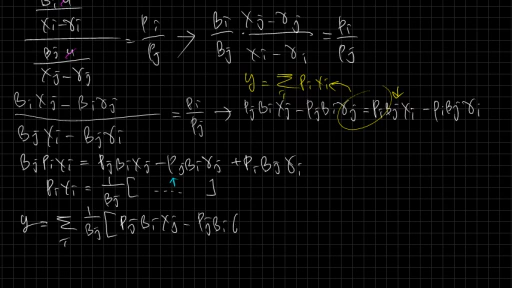 Bi μ / (xi − γi) / Bj μ / (xj − γj) = Pi / Pj → Bi / Bj · (xj − γj) / (xi − γi) = Pi / Pj
y = Σ Pi xi
(Bi xj − Bi γj) / (Bj xi − Bj γi) = Pi / Pj → Pj Bi xj − Pj Bi γj = Pi Bj xi − Pi Bj γi
Bj Pi xi = Pj Bi xj − Pj Bi γj + Pi Bj γi
Pi xi = 1 / Bj [ .... ]
y = Σ i 1 / Bj [ Pj Bi xj − Pj Bi (